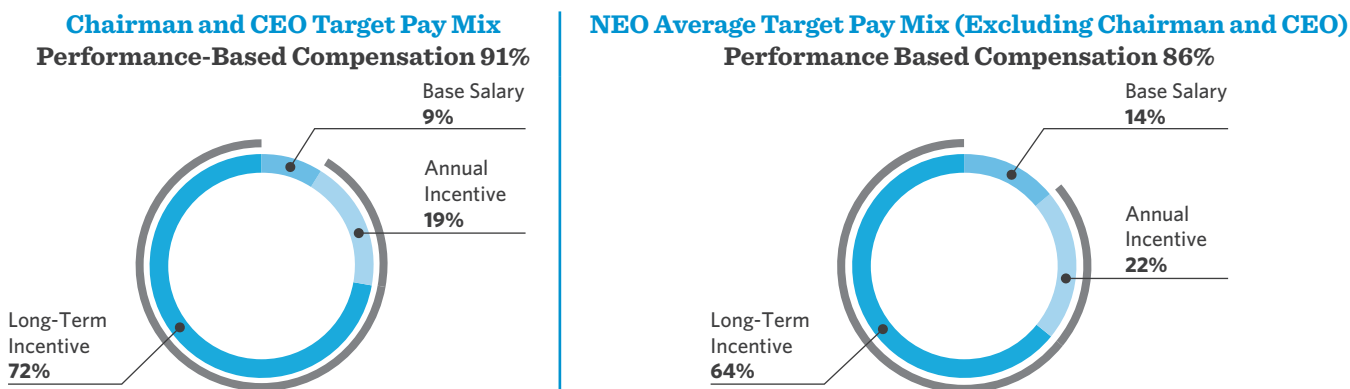 Chairman and CEO Target Pay Mix
Performance-Based Compensation 91%
Base Salary
9%
Annual
Incentive
19%
Long-Term
Incentive
72%
NEO Average Target Pay Mix (Excluding Chairman and CEO)
Performance Based Compensation 86%
Base Salary
14%
Annual
Incentive
22%
Long-Term
Incentive
64%